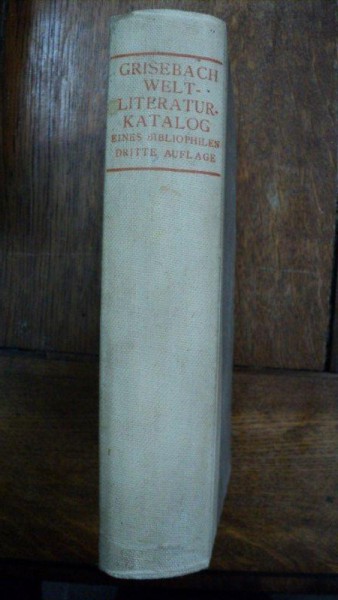 GRISEBACH
WELT-
LITERATUR-
KATALOG
EINES BIBLIOPHILEN
DRITTE AUFLAGE